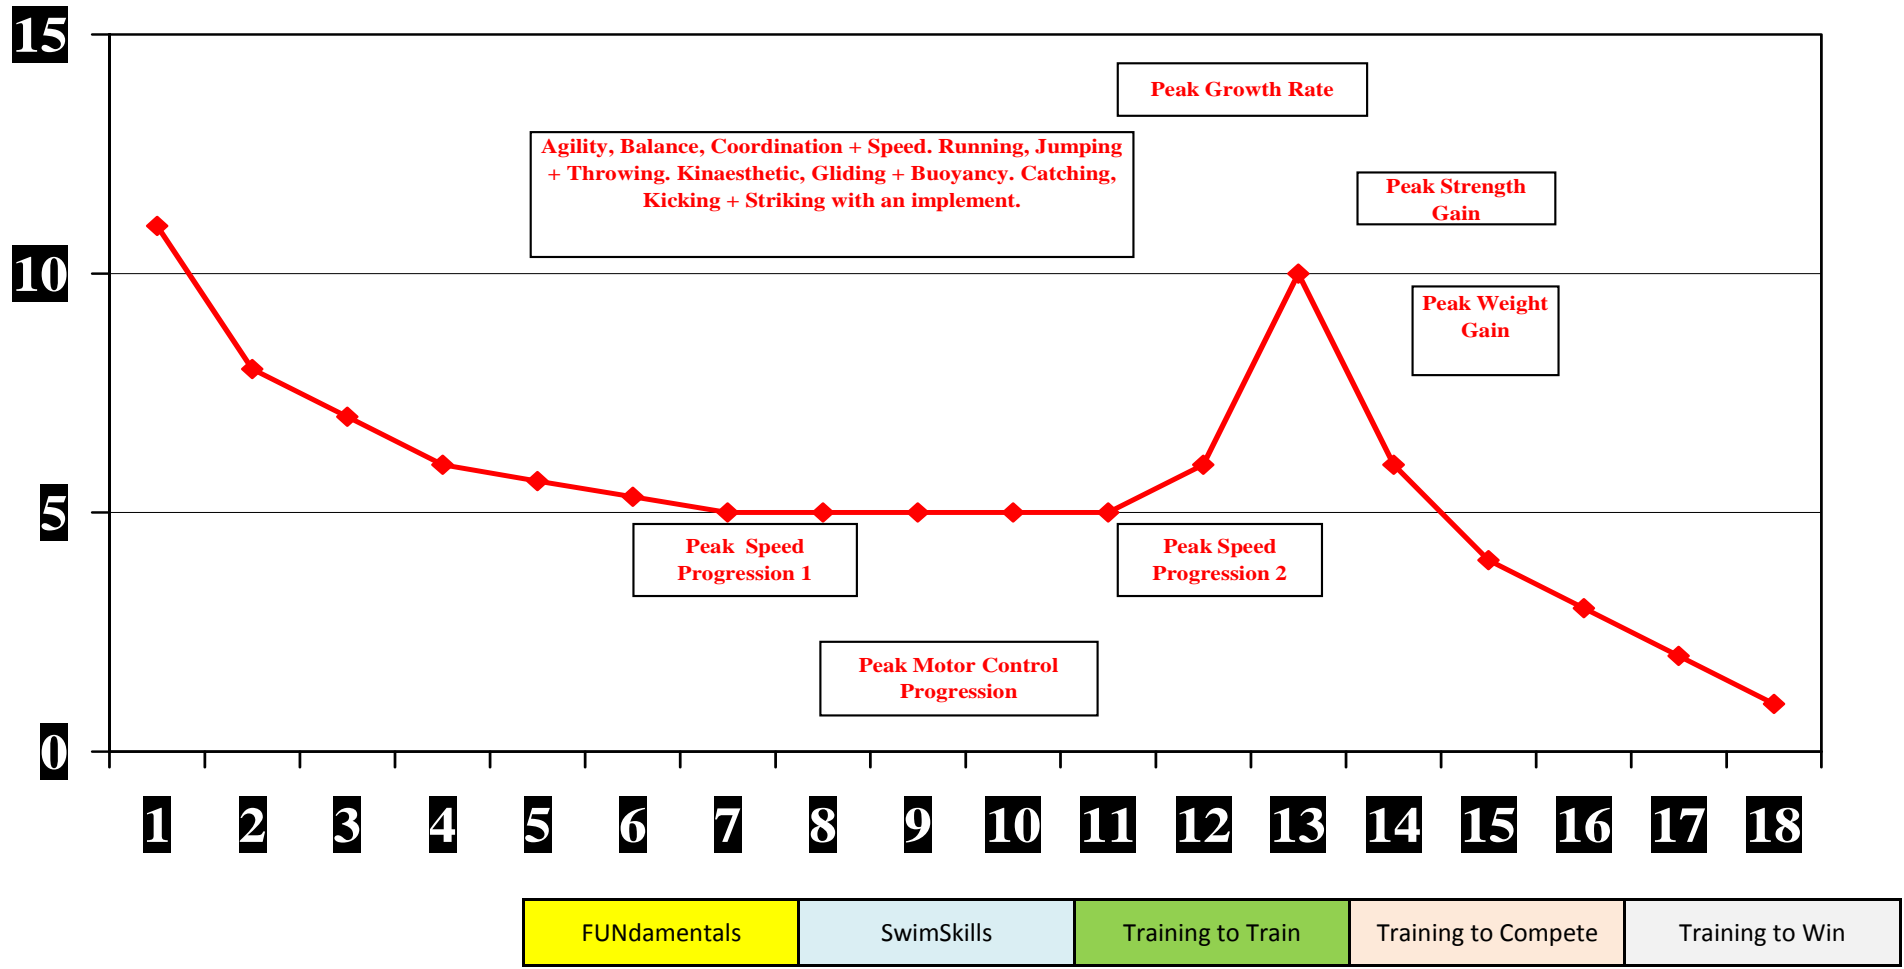 15
Peak Growth Rate
Agility, Balance, Coordination + Speed. Running, Jumping
+ Throwing. Kinaesthetic, Gliding + Buoyancy. Catching,
Kicking + Striking with an implement.
Peak Strength
Gain
10
Peak Weight
Gain
5
Peak Speed
Progression 1
Peak Speed
Progression 2
Peak Motor Control
Progression
0
1 2 3 4 5 6 7 8 9 10 11 12 13 14 15 16 17 18
FUNdamentals SwimSkills Training to Train Training to Compete Training to Win